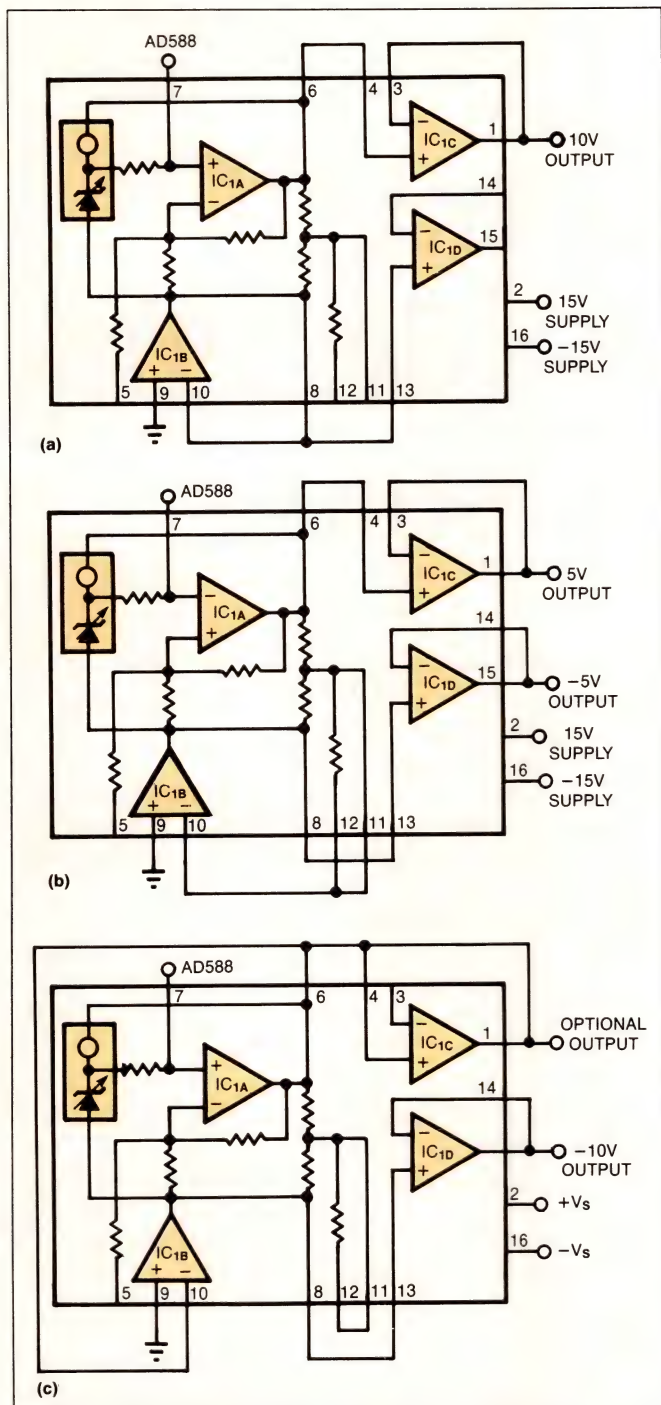 AD588
7 6 4 3
IC1A
IC1C
1
10V
OUTPUT
14
IC1D
15
2
15V
SUPPLY
16
-15V
SUPPLY
IC1B
5 9 10 8 12 11 13
(a)
AD588
7 6 4 3
IC1A
IC1C
1
5V
OUTPUT
14
IC1D
15
-5V
OUTPUT
2
15V
SUPPLY
16
-15V
SUPPLY
IC1B
5 9 10 8 12 11 13
(b)
AD588
7 6 4 3
IC1A
IC1C
1
OPTIONAL
OUTPUT
14
IC1D
-10V
OUTPUT
2
+Vs
16
-Vs
IC1B
5 9 10 8 12 11 13
(c)